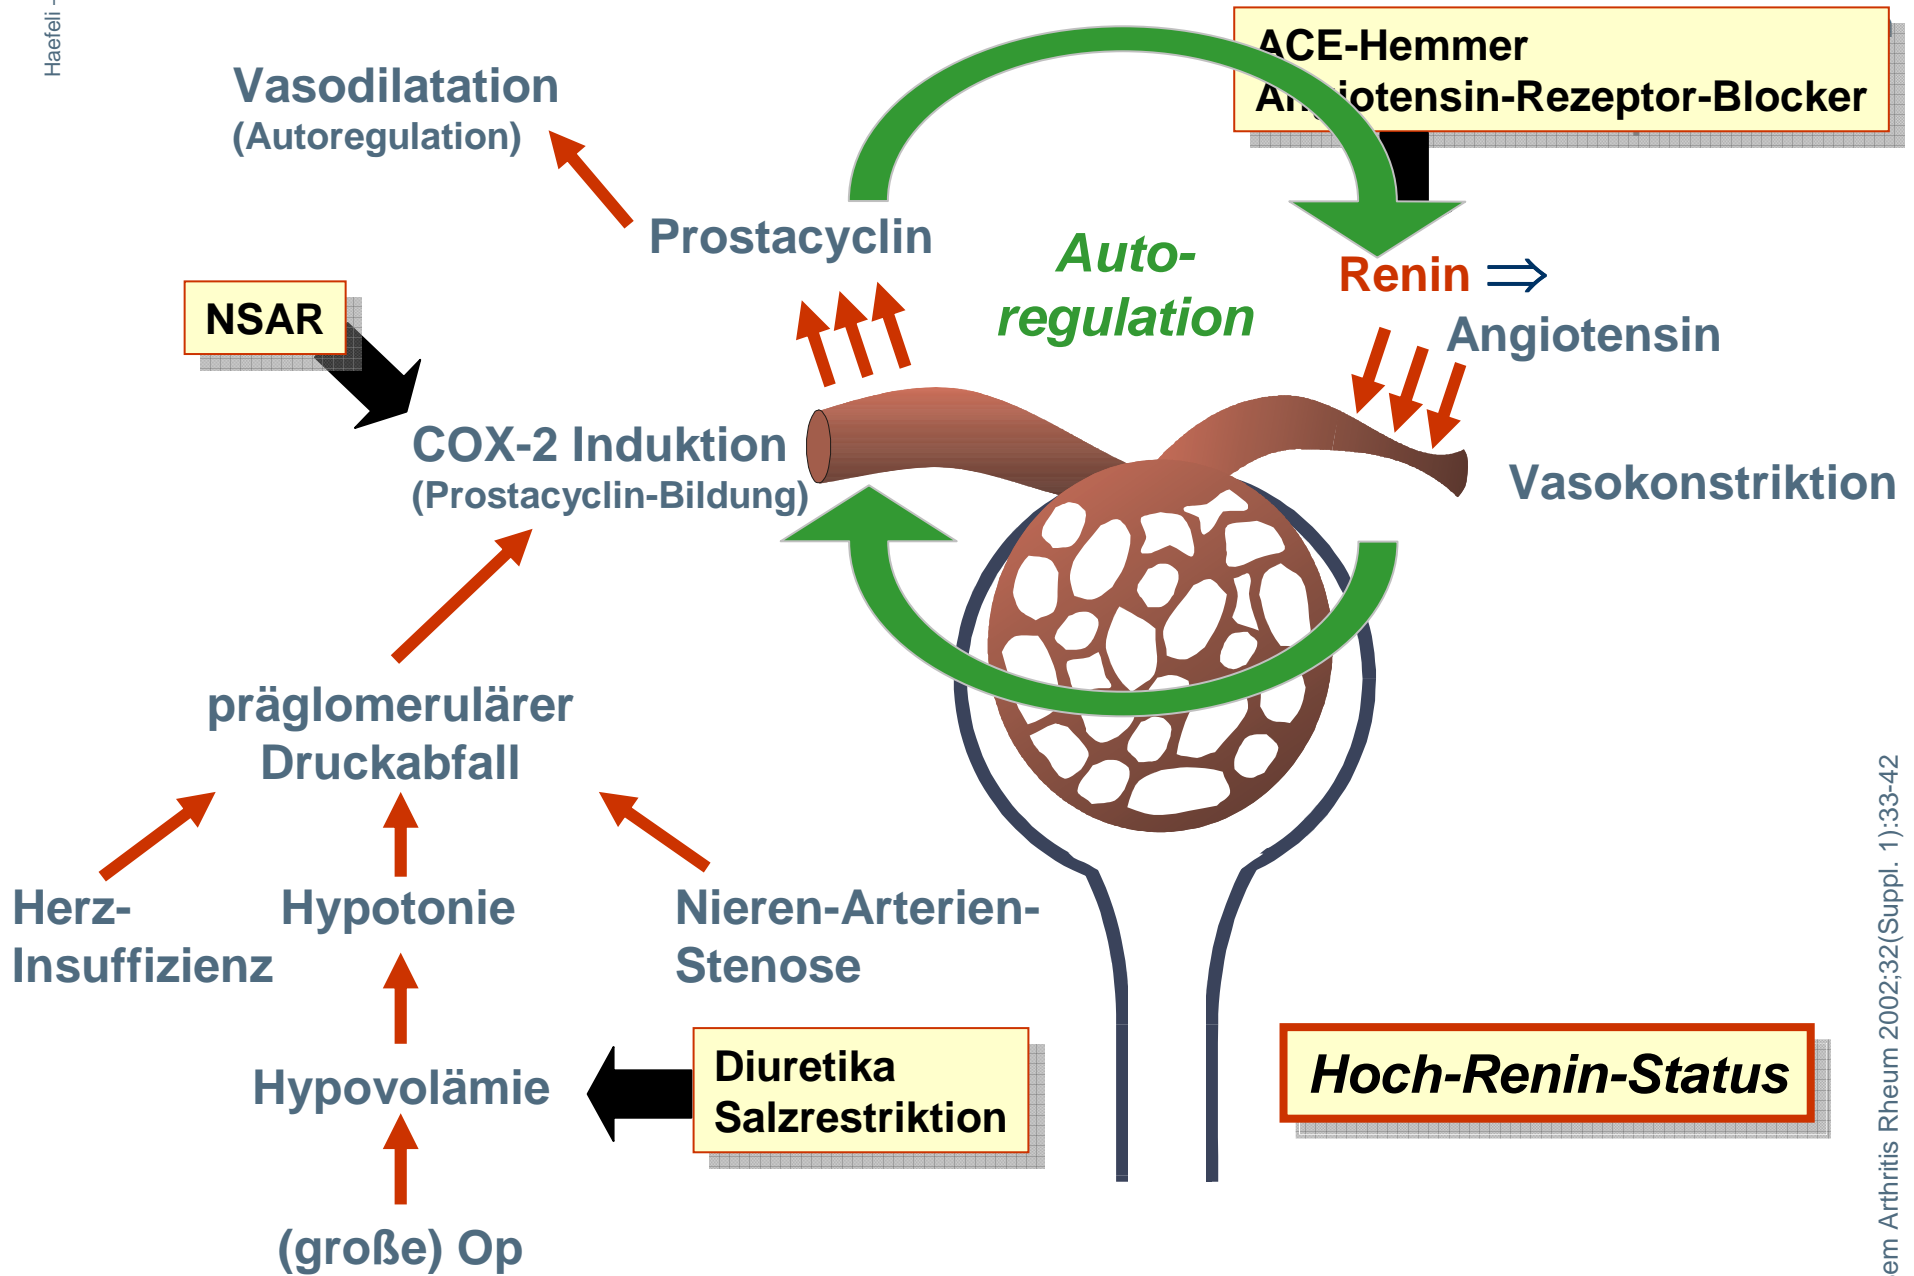 Haefeli -
ACE-Hemmer
Angiotensin-Rezeptor-Blocker
Vasodilatation
(Autoregulation)
Prostacyclin
Auto-
regulation
Renin ⇒
Angiotensin
NSAR
COX-2 Induktion
(Prostacyclin-Bildung)
Vasokonstriktion
präglomerulärer
Druckabfall
Herz-
Insuffizienz
Hypotonie
Nieren-Arterien-
Stenose
Hypovolämie
Diuretika
Salzrestriktion
Hoch-Renin-Status
(große) Op
em Arthritis Rheum 2002;32(Suppl. 1):33-42